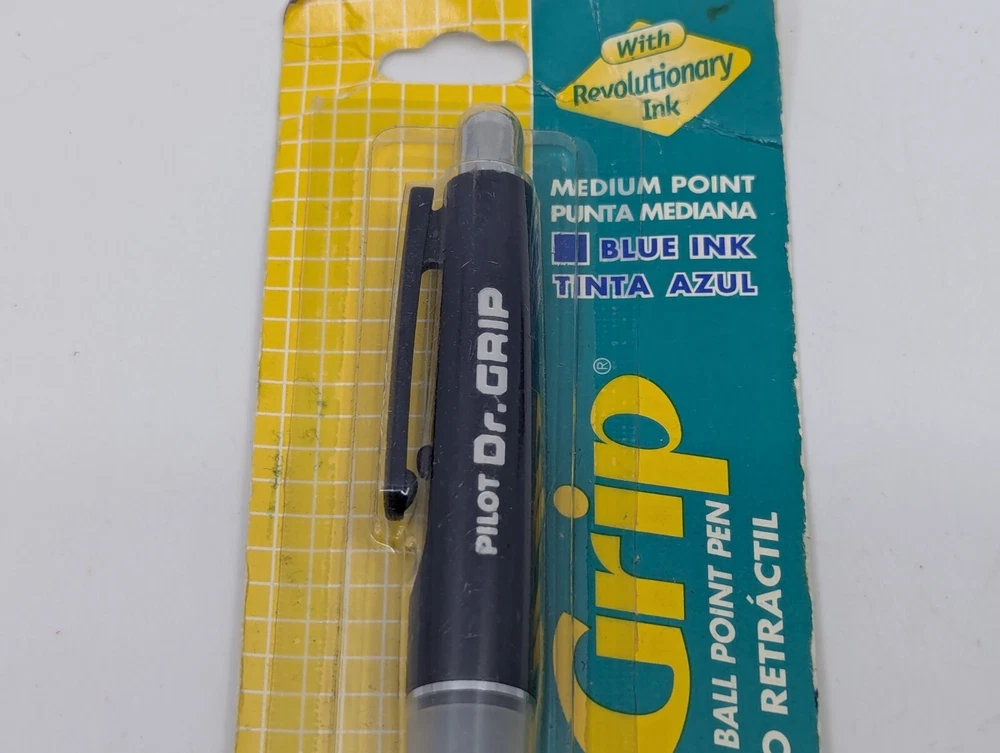 With
Revolutionary
Ink
MEDIUM POINT
PUNTA MEDIANA
BLUE INK
TINTA AZUL
PILOT Dr. GRIP
Grip®
BALL POINT PEN
RETRÁCTIL